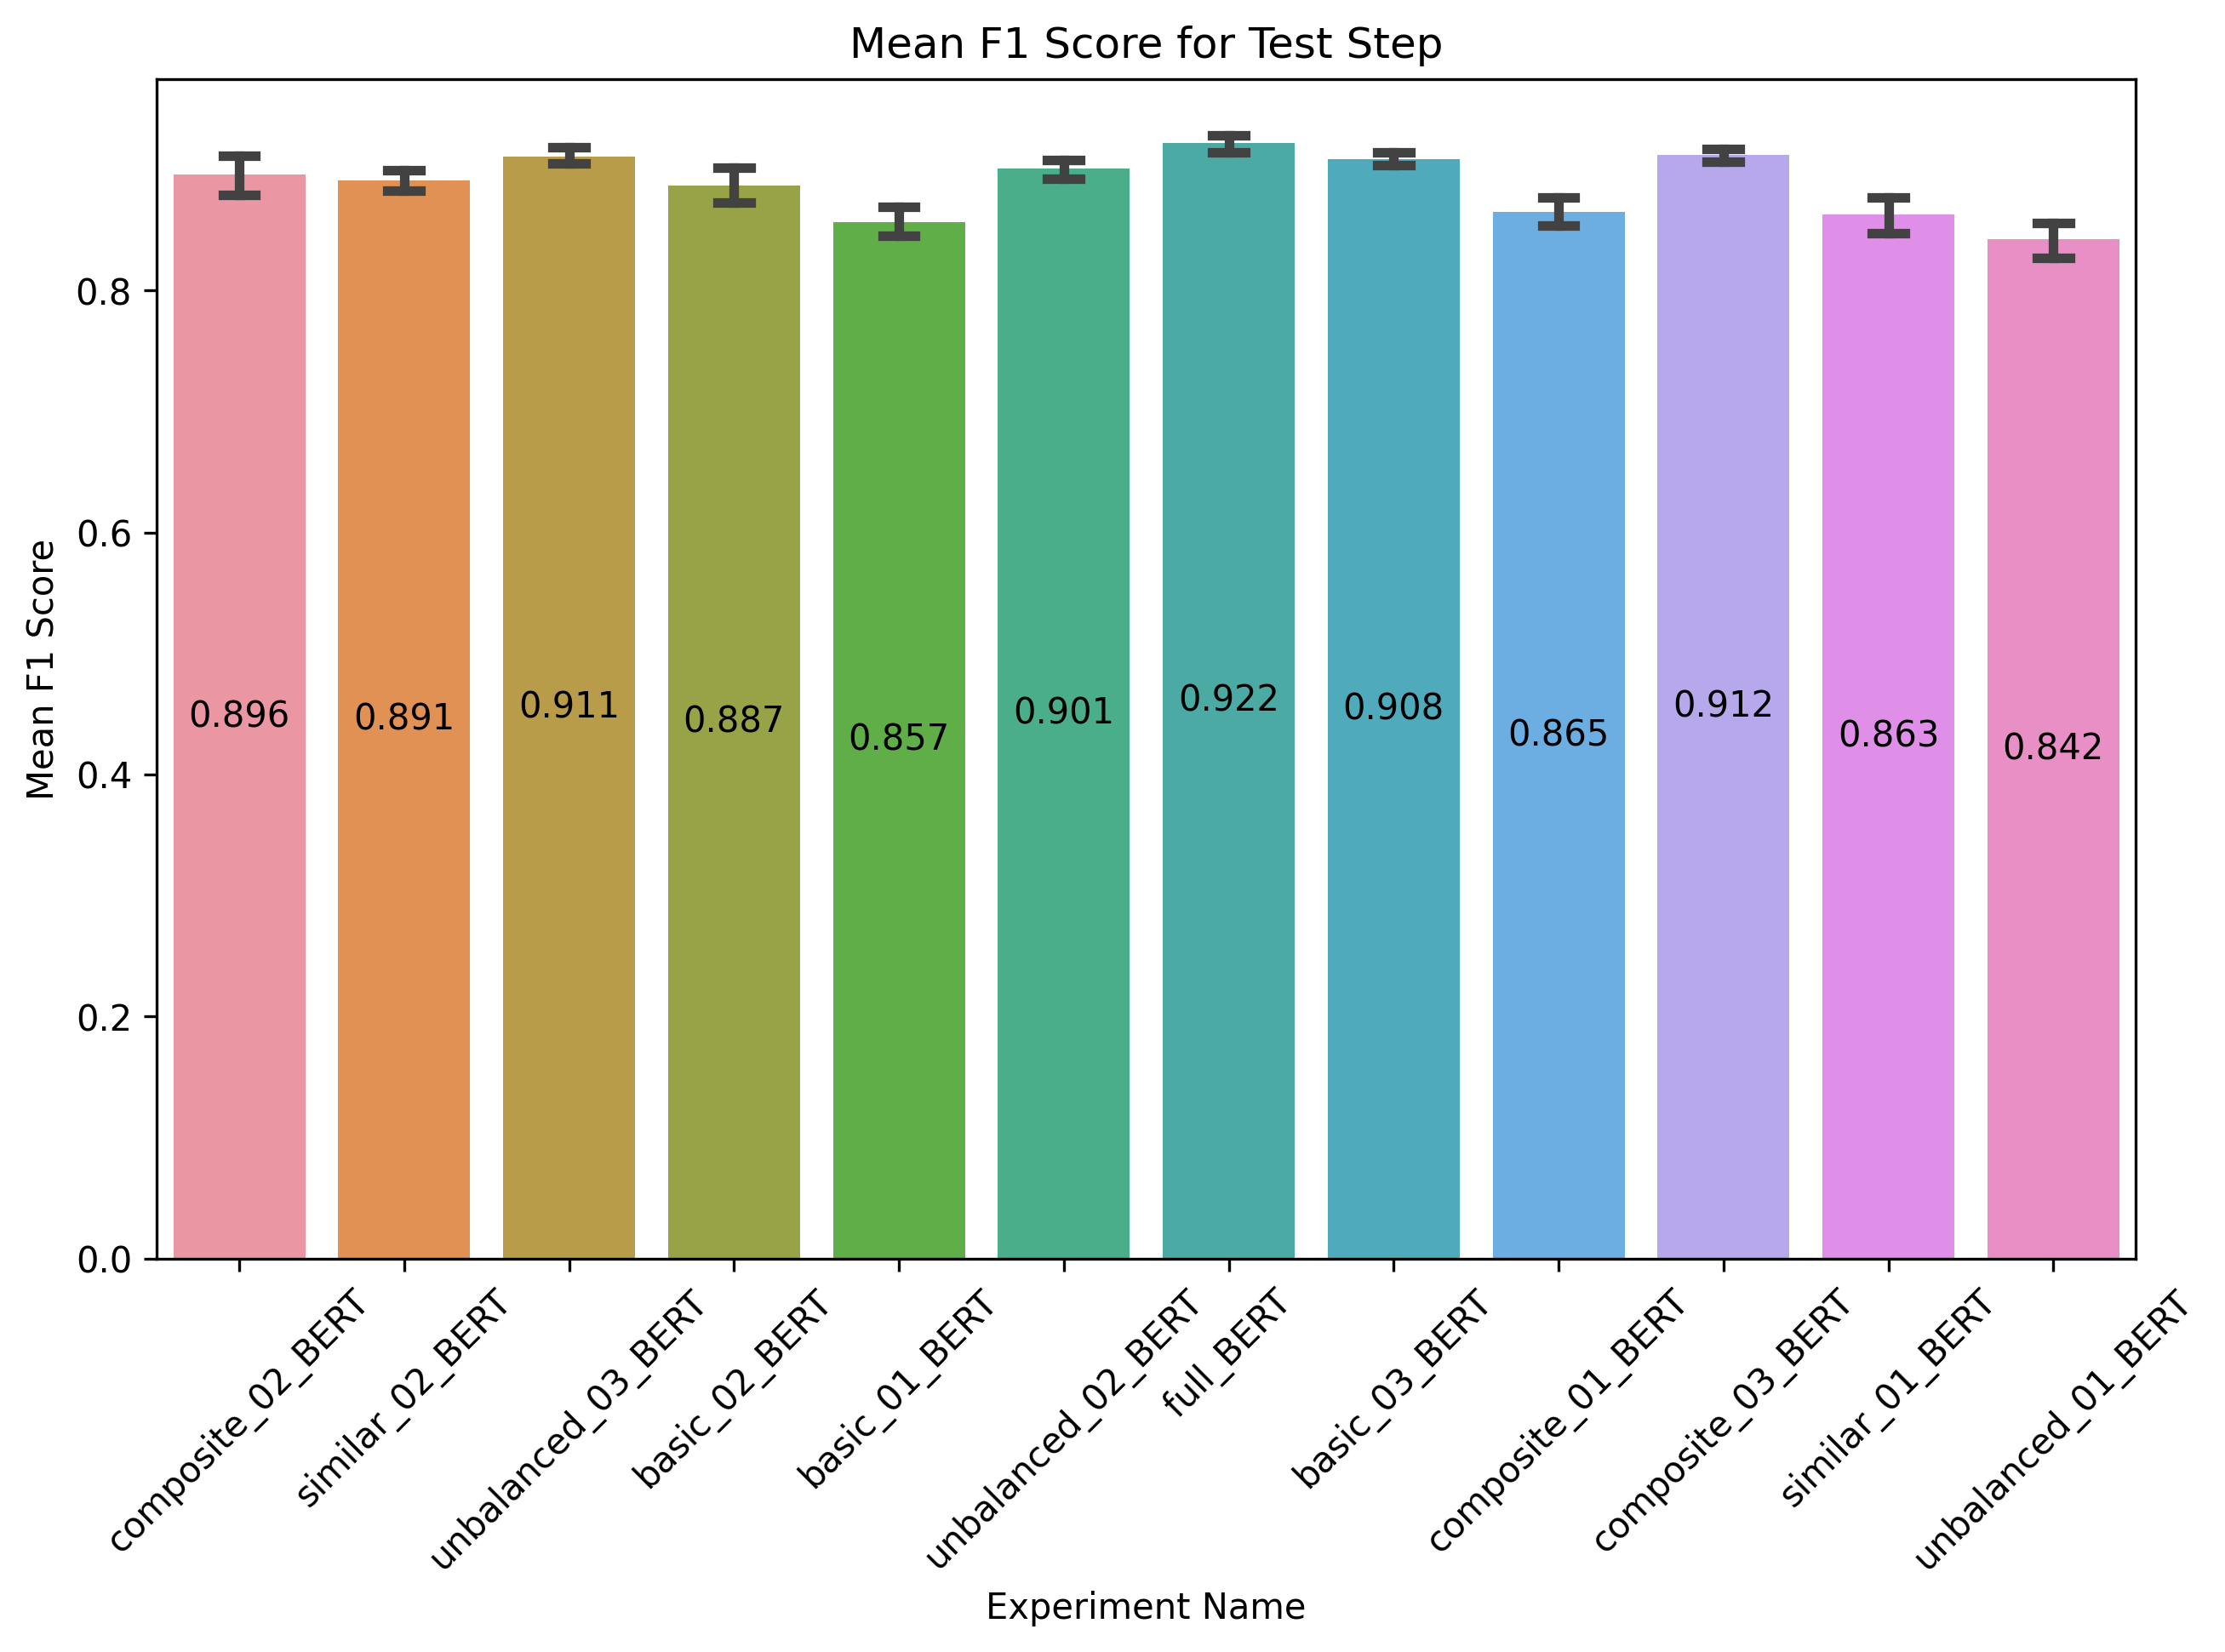 Mean F1 Score for Test Step
Mean F1 Score
0.8
0.6
0.4
0.2
0.0
0.896
0.891
0.911
0.887
0.857
0.901
0.922
0.908
0.865
0.912
0.863
0.842
composite_02_BERT
similar_02_BERT
unbalanced_03_BERT
basic_02_BERT
basic_01_BERT
unbalanced_02_BERT
full_BERT
basic_03_BERT
composite_01_BERT
composite_03_BERT
similar_01_BERT
unbalanced_01_BERT
Experiment Name